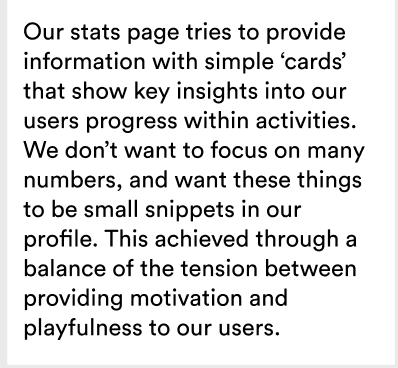 Our stats page tries to provide
information with simple ‘cards’
that show key insights into our
users progress within activities.
We don’t want to focus on many
numbers, and want these things
to be small snippets in our
profile. This achieved through a
balance of the tension between
providing motivation and
playfulness to our users.